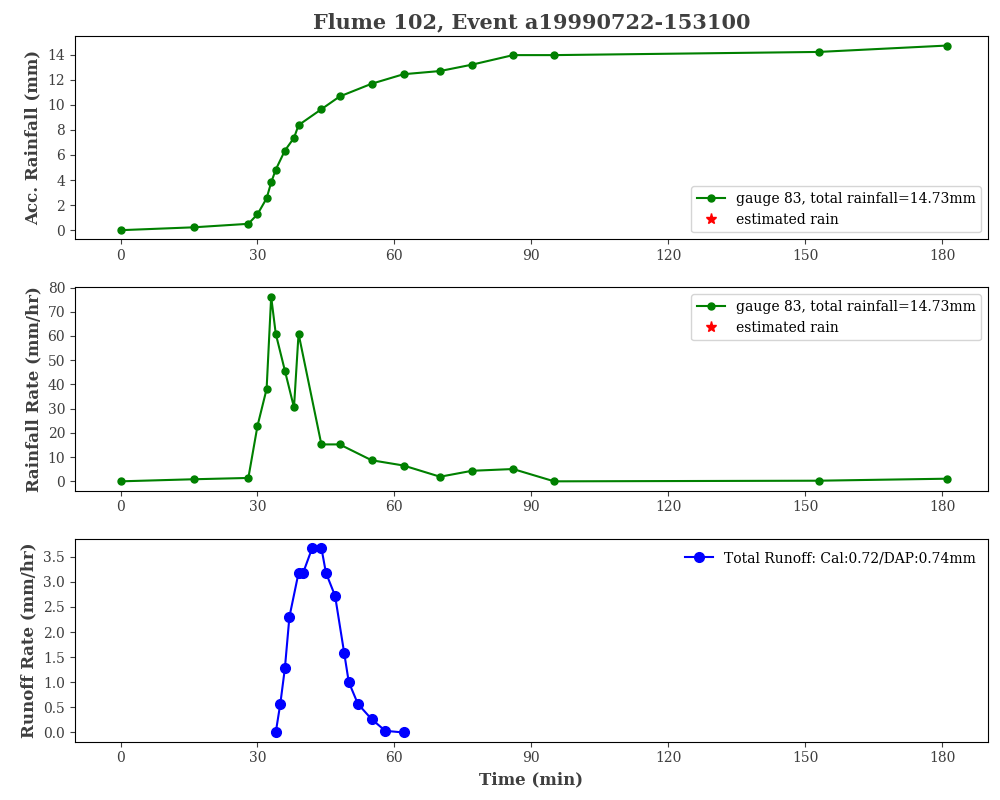 Flume 102, Event a19990722-153100
Acc. Rainfall (mm)
14
12
10
8
6
4
2
0
gauge 83, total rainfall=14.73mm
estimated rain
0 30 60 90 120 150 180
Rainfall Rate (mm/hr)
80
70
60
50
40
30
20
10
0
gauge 83, total rainfall=14.73mm
estimated rain
0 30 60 90 120 150 180
Runoff Rate (mm/hr)
3.5
3.0
2.5
2.0
1.5
1.0
0.5
0.0
Total Runoff: Cal:0.72/DAP:0.74mm
0 30 60 90 120 150 180
Time (min)